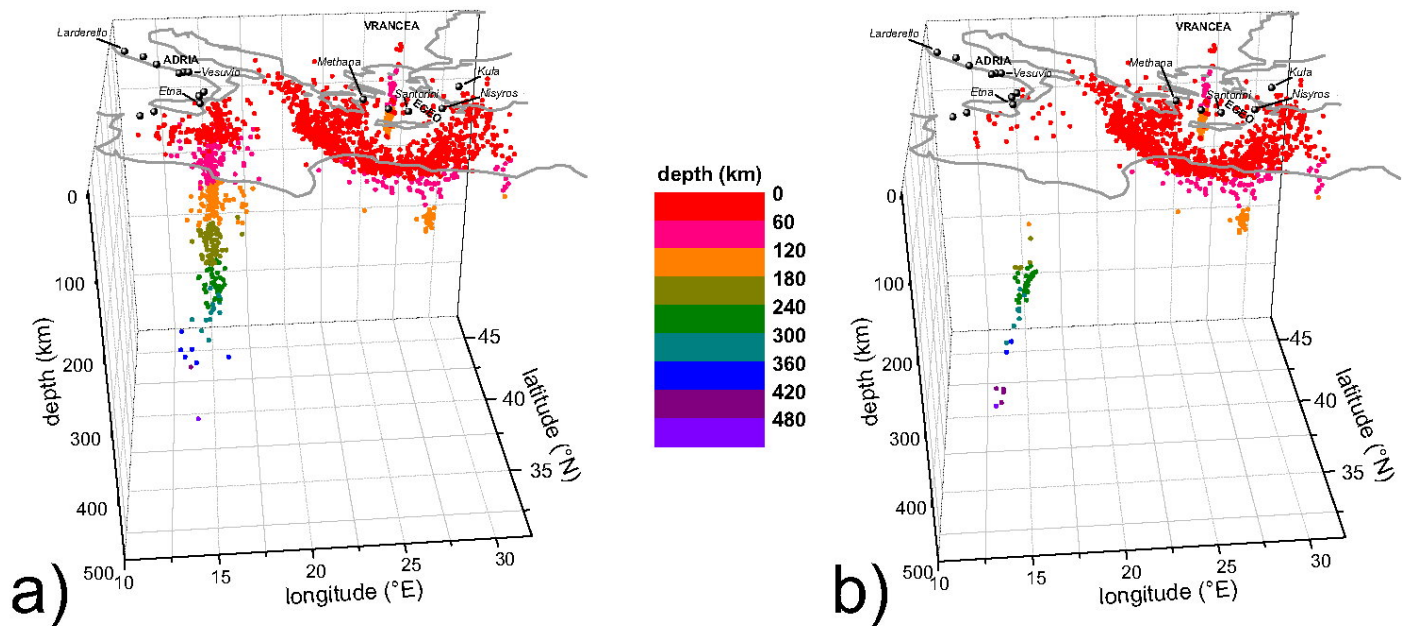 VRANCEA
Larderello
ADRIA
Vesuvio
Methana
Kula
Etna
Santorini
EGEO
Nisyros
0
100
200
300
400
500
depth (km)
45
40
35
latitude (°N)
10 15 20 25 30
longitude (°E)
a)
depth (km)
0
60
120
180
240
300
360
420
480
VRANCEA
Larderello
ADRIA
Vesuvio
Methana
Kula
Etna
Santorini
EGEO
Nisyros
0
100
200
300
400
500
depth (km)
45
40
35
latitude (°N)
10 15 20 25 30
longitude (°E)
b)